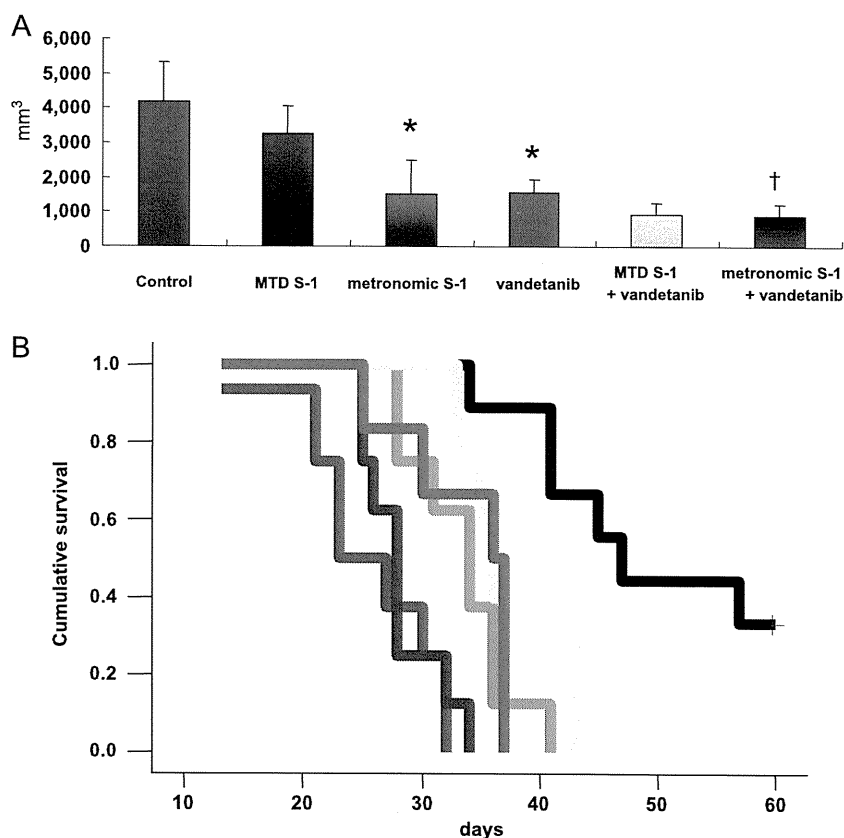 A
6,000
5,000
4,000
3,000
2,000
1,000
0
mm3
*
*
†
Control
MTD S-1
metronomic S-1
vandetanib
MTD S-1
+ vandetanib
metronomic S-1
+ vandetanib
B
1.0
0.8
0.6
0.4
0.2
0.0
Cumulative survival
10
20
30
40
50
60
days